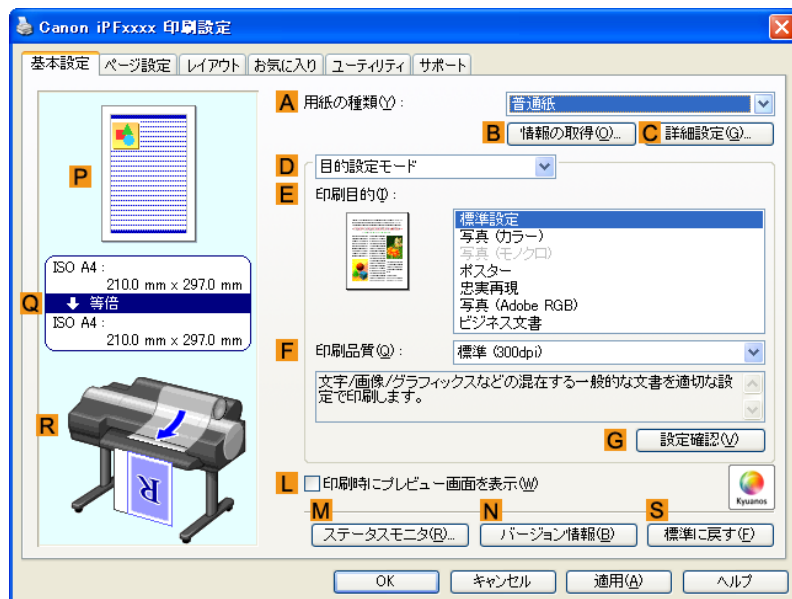 Canon iPFxxxx 印刷設定
基本設定 ページ設定 レイアウト お気に入り ユーティリティ サポート
A 用紙の種類(Y): 普通紙
B 情報の取得(O)... C 詳細設定(G)...
D 目的設定モード
E 印刷目的(I):
標準設定
写真 (カラー)
写真 (モノクロ)
ポスター
忠実再現
写真 (Adobe RGB)
ビジネス文書
F 印刷品質(Q): 標準 (300dpi)
文字/画像/グラフィックスなどの混在する一般的な文書を適切な設
定で印刷します。
G 設定確認(V)
P
Q
ISO A4 :
210.0 mm x 297.0 mm
等倍
ISO A4 :
210.0 mm x 297.0 mm
R
R
L 印刷時にプレビュー画面を表示(W)
Kyuanos
M ステータスモニタ(R)... N バージョン情報(B) S 標準に戻す(F)
OK キャンセル 適用(A) ヘルプ